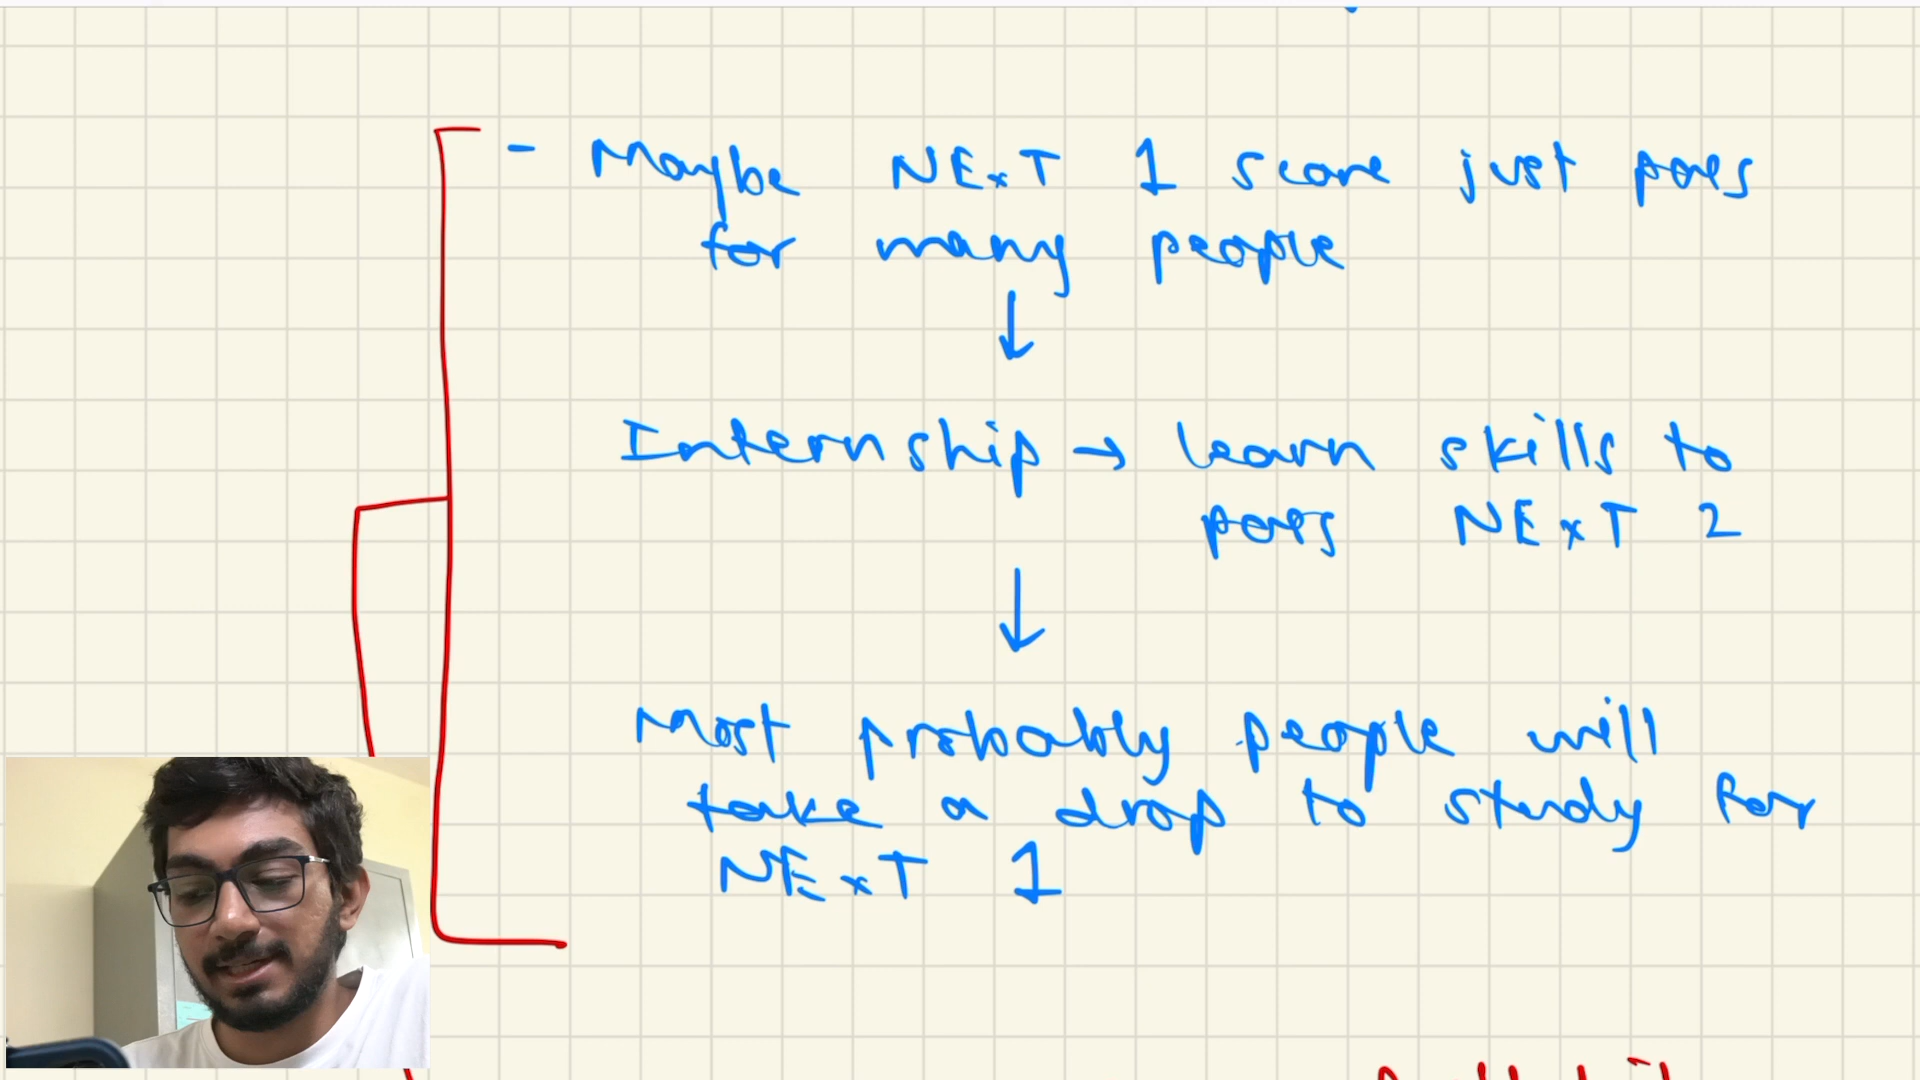 - Maybe NExT 1 score just pass
for many people
↓
Internship → learn skills to
pass NExT 2
↓
Most probably people will
take a drop to study for
NExT 1